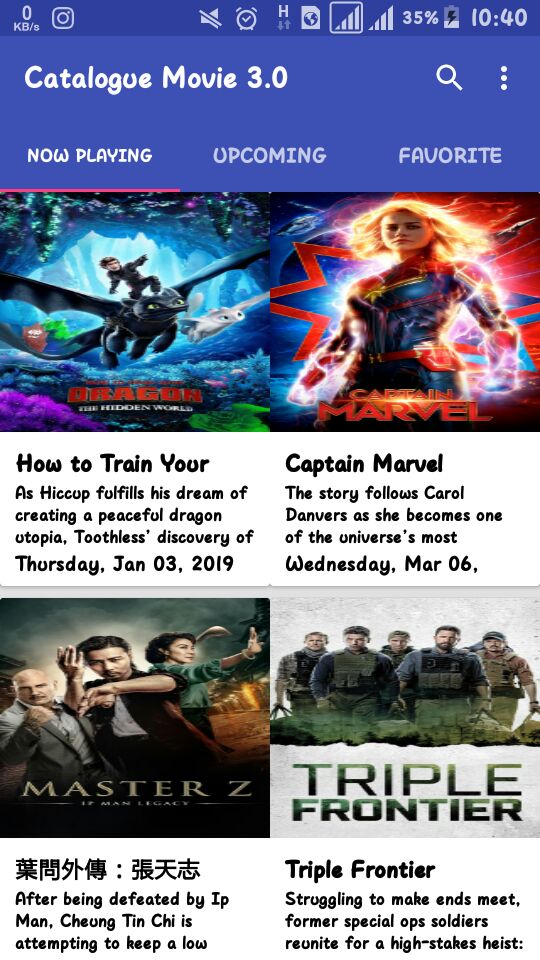 0
KB/s
H
35%
10:40
Catalogue Movie 3.0
NOW PLAYING
UPCOMING
FAVORITE
DRAGON
THE HIDDEN WORLD
CAPTAIN
MARVEL
How to Train Your
As Hiccup fulfills his dream of
creating a peaceful dragon
utopia, Toothless' discovery of
Thursday, Jan 03, 2019
Captain Marvel
The story follows Carol
Danvers as she becomes one
of the universe's most
Wednesday, Mar 06,
MASTER Z
IP MAN LEGACY
TRIPLE
FRONTIER
葉問外傳：張天志
After being defeated by Ip
Man, Cheung Tin Chi is
attempting to keep a low
Triple Frontier
Struggling to make ends meet,
former special ops soldiers
reunite for a high-stakes heist: